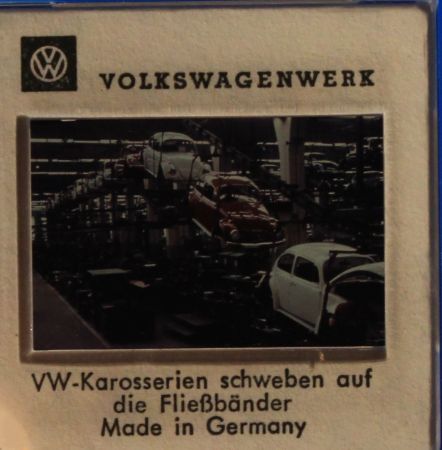 VW
VOLKSWAGENWERK
VW-Karosserien schweben auf
die Fließbänder
Made in Germany